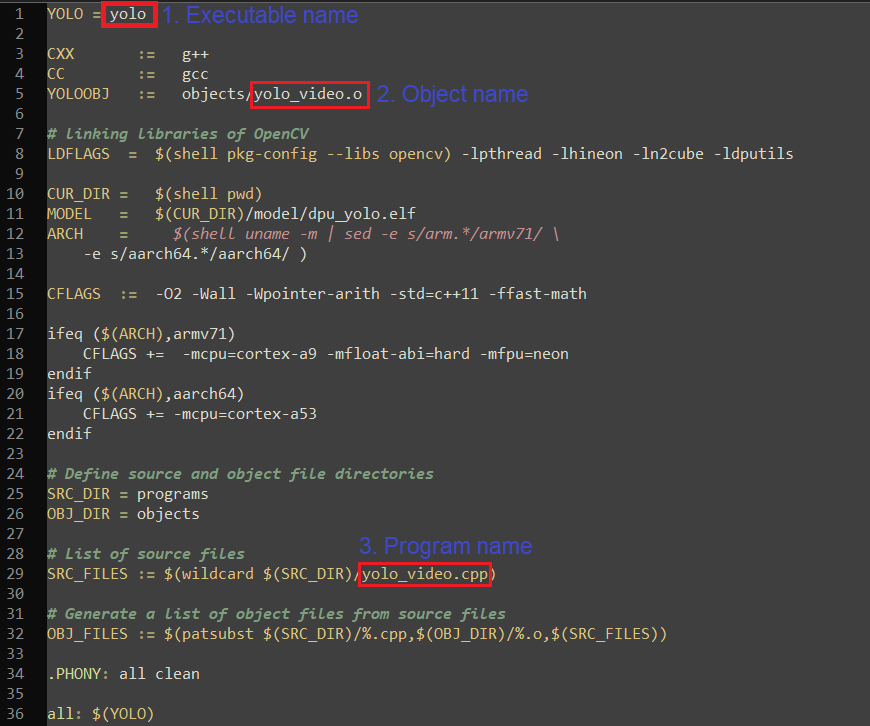 1 YOLO = yolo 1. Executable name
2
3 CXX := g++
4 CC := gcc
5 YOLOOBJ := objects/yolo_video.o 2. Object name
6
7 # linking libraries of OpenCV
8 LDFLAGS = $(shell pkg-config --libs opencv) -lpthread -lhineon -ln2cube -ldputils
9
10 CUR_DIR = $(shell pwd)
11 MODEL = $(CUR_DIR)/model/dpu_yolo.elf
12 ARCH = $(shell uname -m | sed -e s/arm.*/armv71/ \
13 -e s/aarch64.*/aarch64/ )
14
15 CFLAGS := -O2 -Wall -Wpointer-arith -std=c++11 -ffast-math
16
17 ifeq ($(ARCH),armv71)
18 CFLAGS += -mcpu=cortex-a9 -mfloat-abi=hard -mfpu=neon
19 endif
20 ifeq ($(ARCH),aarch64)
21 CFLAGS += -mcpu=cortex-a53
22 endif
23
24 # Define source and object file directories
25 SRC_DIR = programs
26 OBJ_DIR = objects
27
3. Program name
28 # List of source files
29 SRC_FILES := $(wildcard $(SRC_DIR)/yolo_video.cpp)
30
31 # Generate a list of object files from source files
32 OBJ_FILES := $(patsubst $(SRC_DIR)/%.cpp,$(OBJ_DIR)/%.o,$(SRC_FILES))
33
34 .PHONY: all clean
35
36 all: $(YOLO)